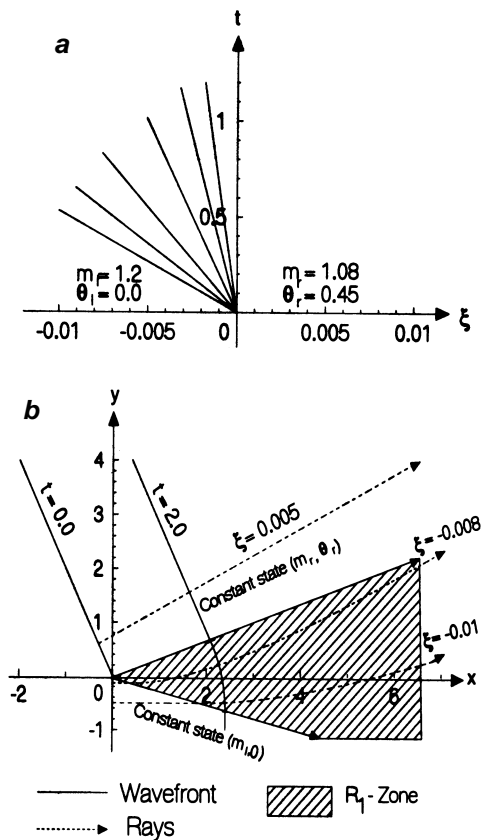 a
t
1
0.5
m_l= 1.2
θ_l= 0.0
m_r= 1.08
θ_r= 0.45
-0.01 -0.005 0 0.005 0.01 ξ
b
y
4
3
2
1
-1
t = 0.0
t = 2.0
ξ = 0.005
Constant state (m_r, θ_r)
ξ = -0.008
ξ = -0.01
-2 0 2 4 6 x
Constant state (m_l,0)
Wavefront
R_1 - Zone
Rays